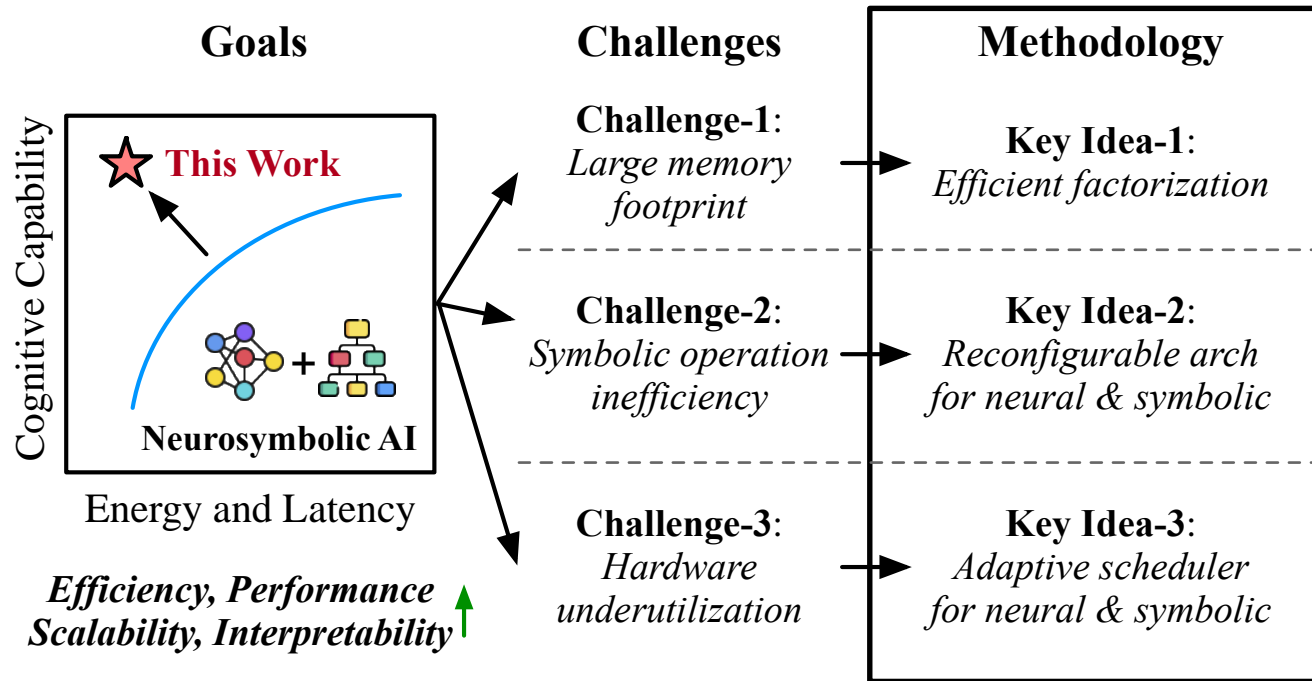 Goals
Cognitive Capability
This Work
+
Neurosymbolic AI
Energy and Latency
Efficiency, Performance
Scalability, Interpretability
Challenges
Challenge-1:
Large memory
footprint
Challenge-2:
Symbolic operation
inefficiency
Challenge-3:
Hardware
underutilization
Methodology
Key Idea-1:
Efficient factorization
Key Idea-2:
Reconfigurable arch
for neural & symbolic
Key Idea-3:
Adaptive scheduler
for neural & symbolic